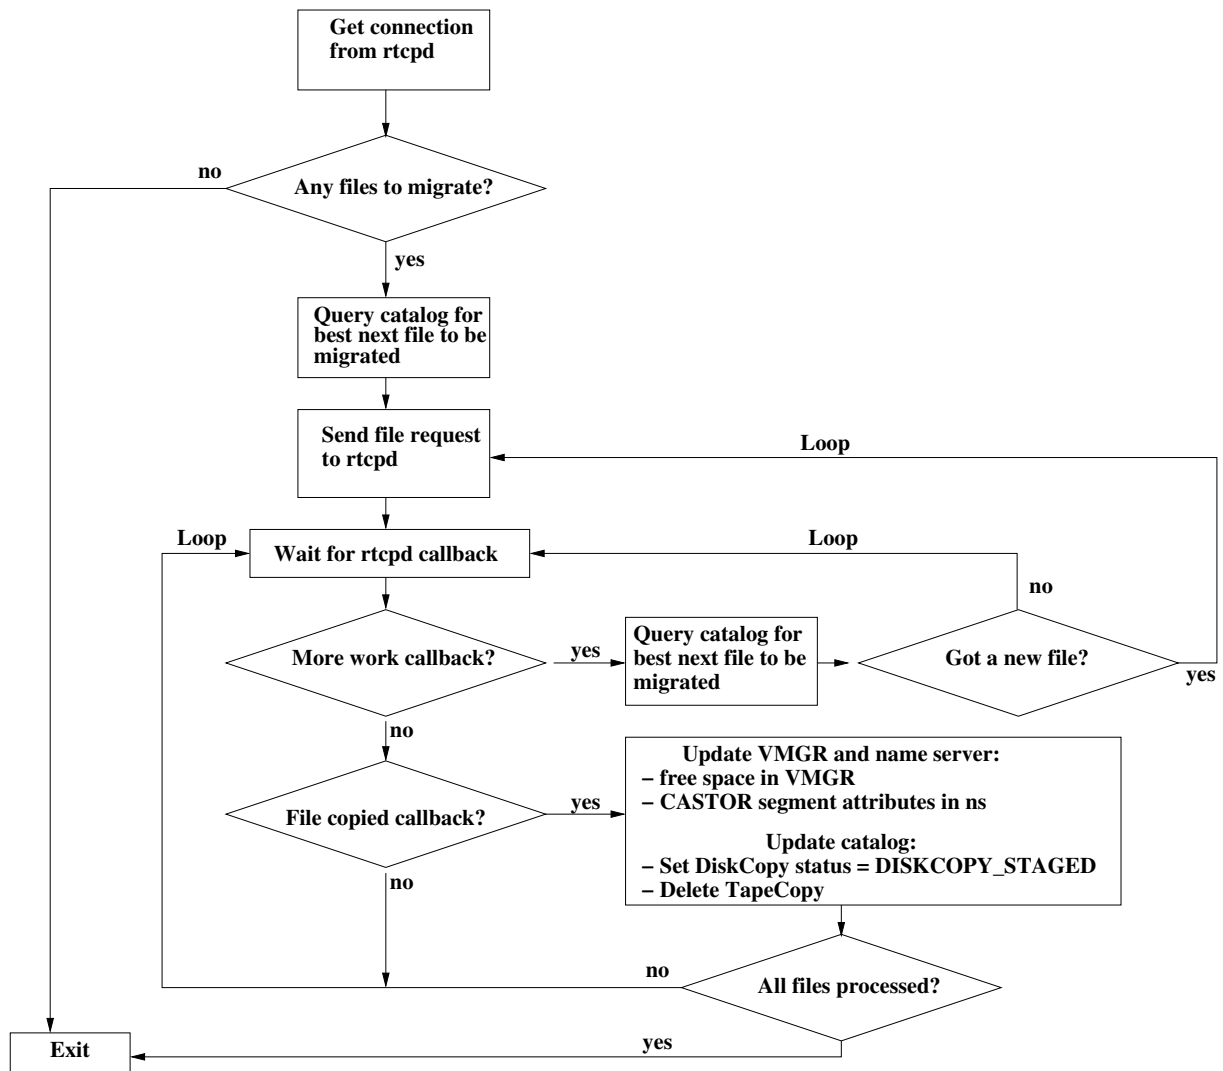 Get connection
from rtcpd
no
Any files to migrate?
yes
Query catalog for
best next file to be
migrated
Send file request
to rtcpd
Loop
Loop
Wait for rtcpd callback
Loop
no
More work callback?
yes
Query catalog for
best next file to be
migrated
Got a new file?
yes
no
Update VMGR and name server:
– free space in VMGR
– CASTOR segment attributes in ns
File copied callback?
yes
Update catalog:
– Set DiskCopy status = DISKCOPY_STAGED
– Delete TapeCopy
no
no
All files processed?
yes
Exit